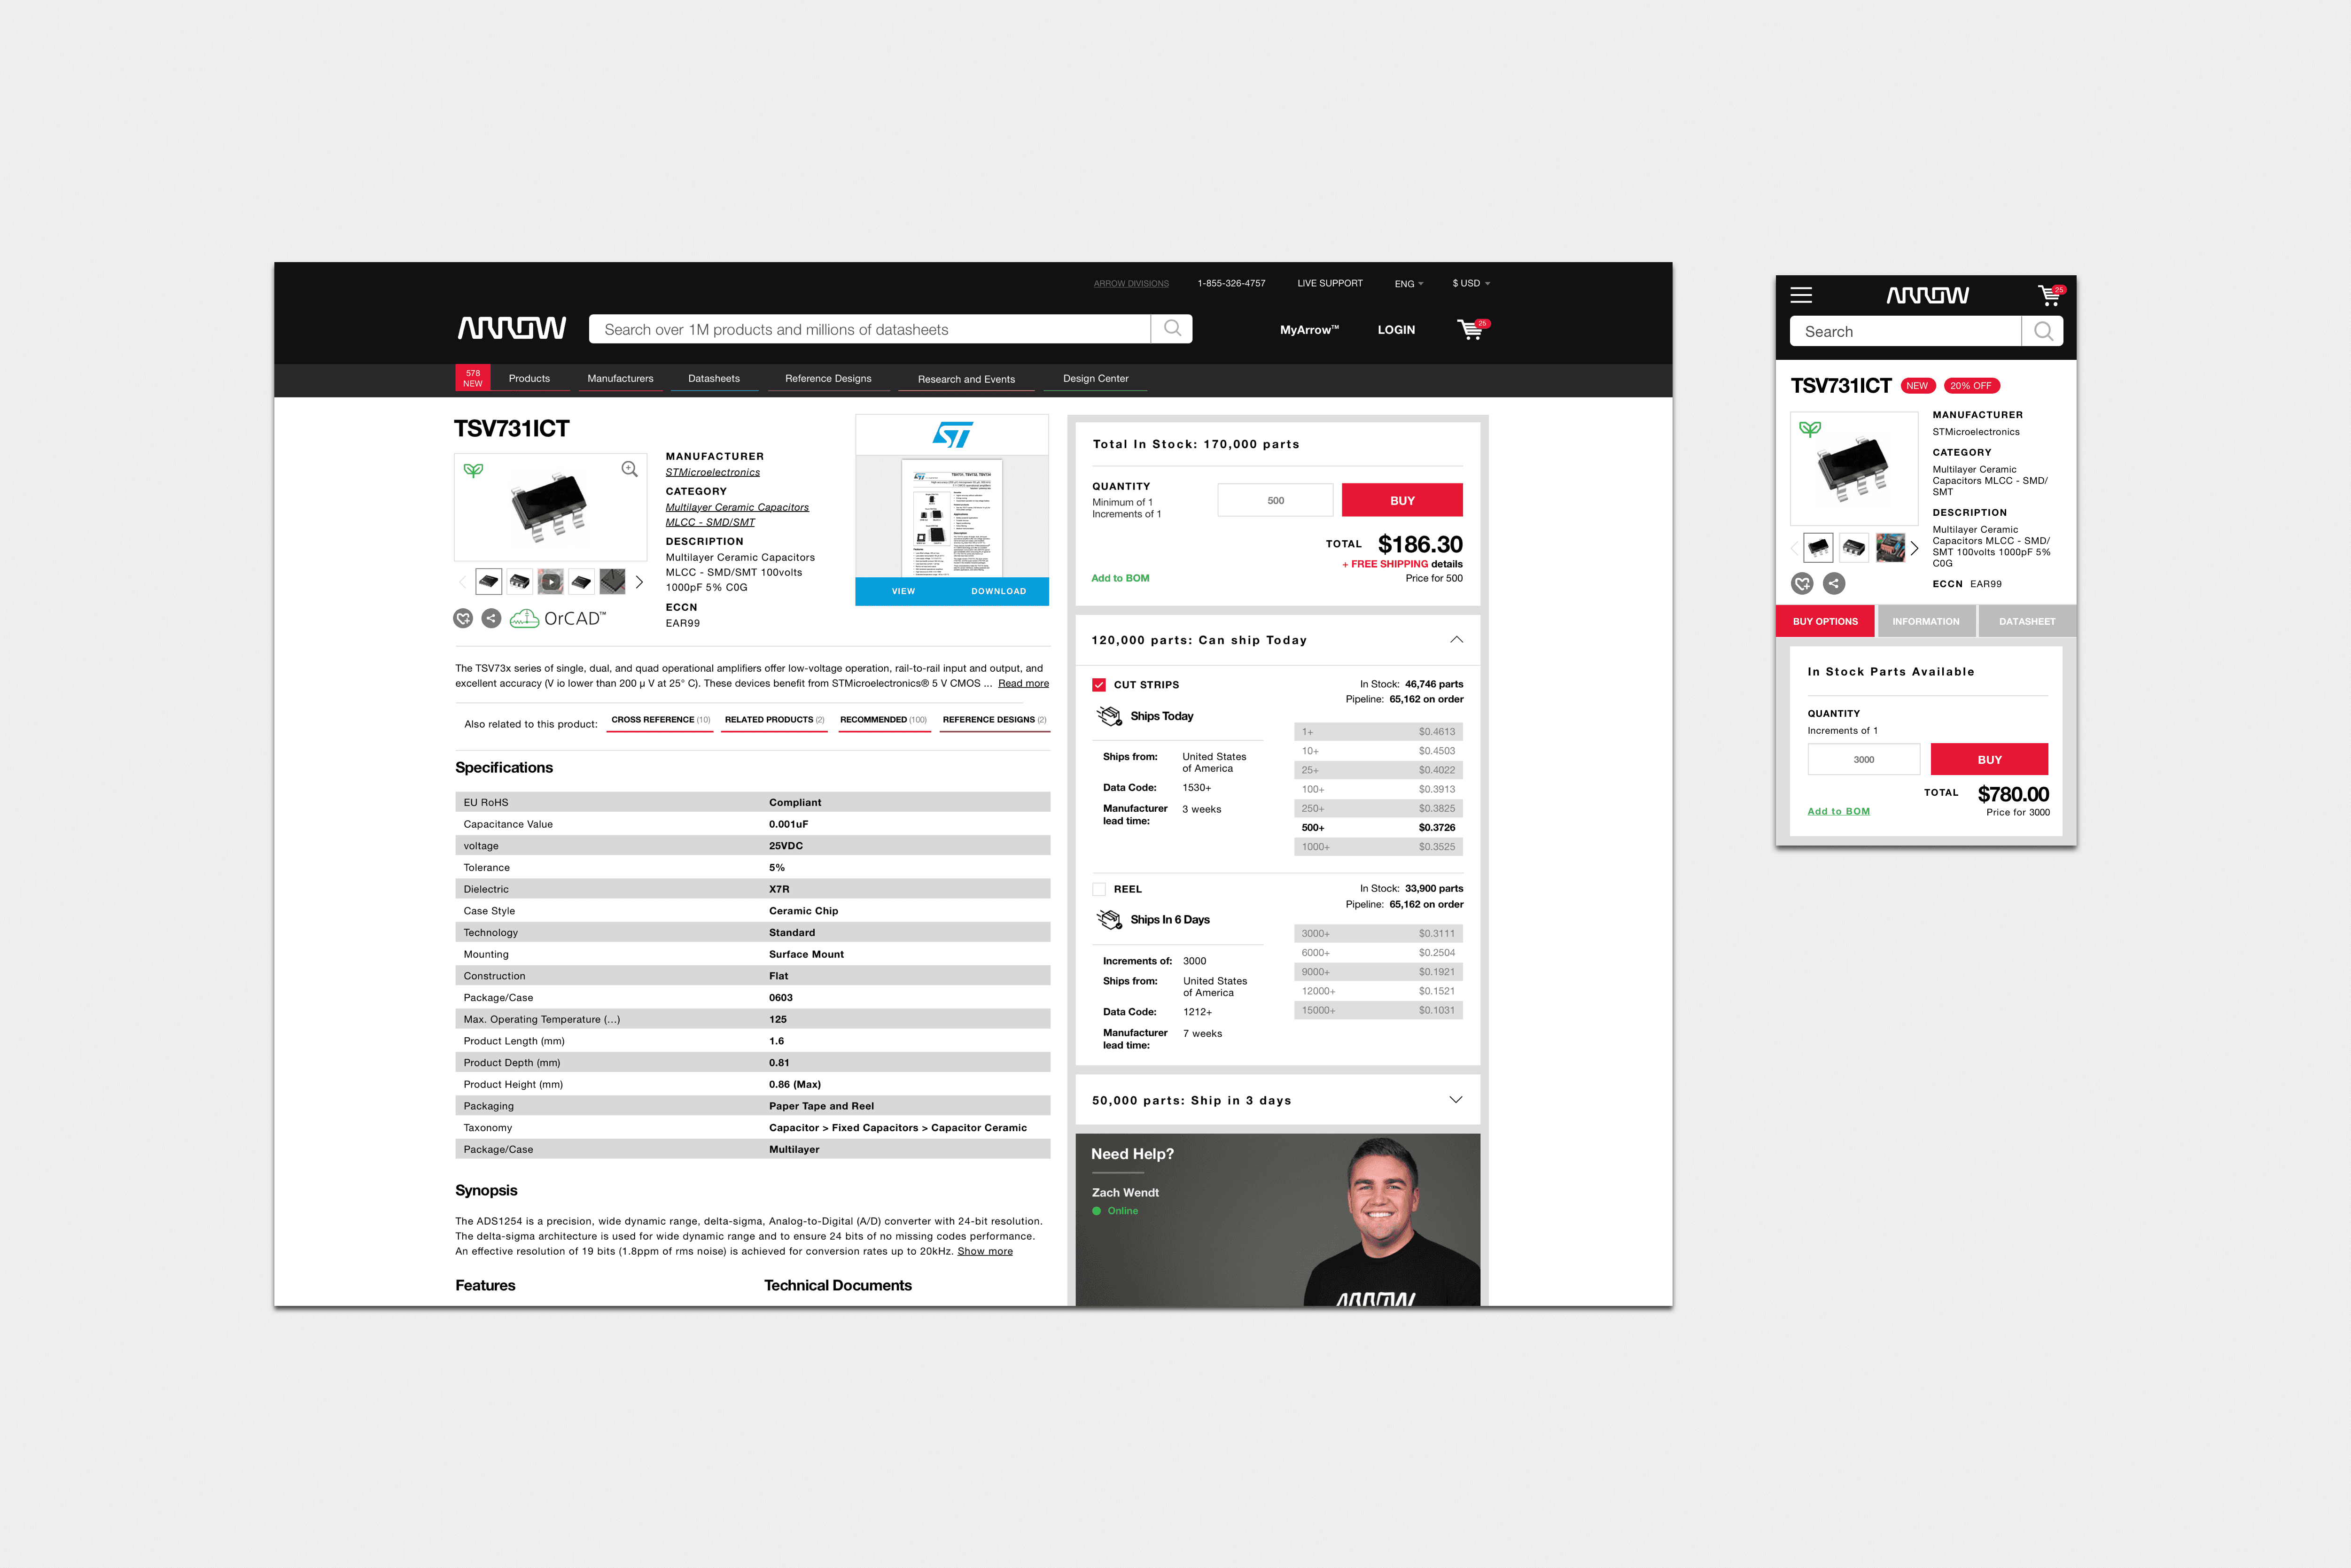 ARROW DIVISIONS
1-855-326-4757
LIVE SUPPORT
ENG
$ USD
ARROW
Search over 1M products and millions of datasheets
MyArrow™
LOGIN
25
578
NEW
Products
Manufacturers
Datasheets
Reference Designs
Research and Events
Design Center
TSV731ICT
MANUFACTURER
STMicroelectronics
CATEGORY
Multilayer Ceramic Capacitors
MLCC - SMD/SMT
DESCRIPTION
Multilayer Ceramic Capacitors
MLCC - SMD/SMT 100volts
1000pF 5% C0G
ECCN
EAR99
OrCAD™
ST
VIEW
DOWNLOAD
The TSV73x series of single, dual, and quad operational amplifiers offer low-voltage operation, rail-to-rail input and output, and
excellent accuracy (V io lower than 200 µ V at 25° C). These devices benefit from STMicroelectronics® 5 V CMOS ... Read more
Also related to this product:
CROSS REFERENCE (10)
RELATED PRODUCTS (2)
RECOMMENDED (100)
REFERENCE DESIGNS (2)
Specifications
EU RoHS Compliant
Capacitance Value 0.001uF
voltage 25VDC
Tolerance 5%
Dielectric X7R
Case Style Ceramic Chip
Technology Standard
Mounting Surface Mount
Construction Flat
Package/Case 0603
Max. Operating Temperature (...) 125
Product Length (mm) 1.6
Product Depth (mm) 0.81
Product Height (mm) 0.86 (Max)
Packaging Paper Tape and Reel
Taxonomy Capacitor > Fixed Capacitors > Capacitor Ceramic
Package/Case Multilayer
Synopsis
The ADS1254 is a precision, wide dynamic range, delta-sigma, Analog-to-Digital (A/D) converter with 24-bit resolution.
The delta-sigma architecture is used for wide dynamic range and to ensure 24 bits of no missing codes performance.
An effective resolution of 19 bits (1.8ppm of rms noise) is achieved for conversion rates up to 20kHz. Show more
Features
Technical Documents
Total In Stock: 170,000 parts
QUANTITY
Minimum of 1
Increments of 1
500
BUY
TOTAL $186.30
+ FREE SHIPPING details
Add to BOM
Price for 500
120,000 parts: Can ship Today
CUT STRIPS
In Stock: 46,746 parts
Pipeline: 65,162 on order
Ships Today
Ships from: United States
of America
Data Code: 1530+
Manufacturer 3 weeks
lead time:
1+ $0.4613
10+ $0.4503
25+ $0.4022
100+ $0.3913
250+ $0.3825
500+ $0.3726
1000+ $0.3525
REEL
In Stock: 33,900 parts
Pipeline: 65,162 on order
Ships In 6 Days
Increments of: 3000
Ships from: United States
of America
Data Code: 1212+
Manufacturer 7 weeks
lead time:
3000+ $0.3111
6000+ $0.2504
9000+ $0.1921
12000+ $0.1521
15000+ $0.1031
50,000 parts: Ship in 3 days
Need Help?
Zach Wendt
Online
ARROW
ARROW
25
Search
TSV731ICT
NEW
20% OFF
MANUFACTURER
STMicroelectronics
CATEGORY
Multilayer Ceramic
Capacitors MLCC - SMD/
SMT
DESCRIPTION
Multilayer Ceramic
Capacitors MLCC - SMD/
SMT 100volts 1000pF 5%
C0G
ECCN EAR99
BUY OPTIONS
INFORMATION
DATASHEET
In Stock Parts Available
QUANTITY
Increments of 1
3000
BUY
TOTAL $780.00
Add to BOM
Price for 3000